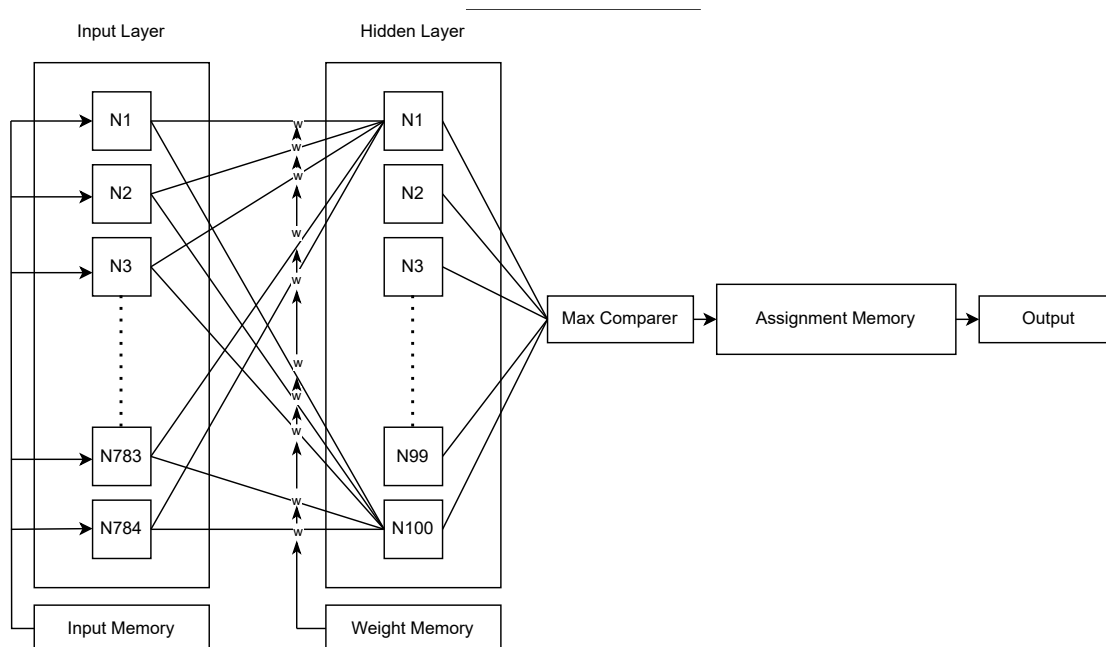 Input Layer
Hidden Layer
N1
N1
w
w
w
N2
N2
w
N3
N3
w
Max Comparer
Assignment Memory
Output
w
w
w
N783
N99
w
N784
N100
w
Input Memory
Weight Memory